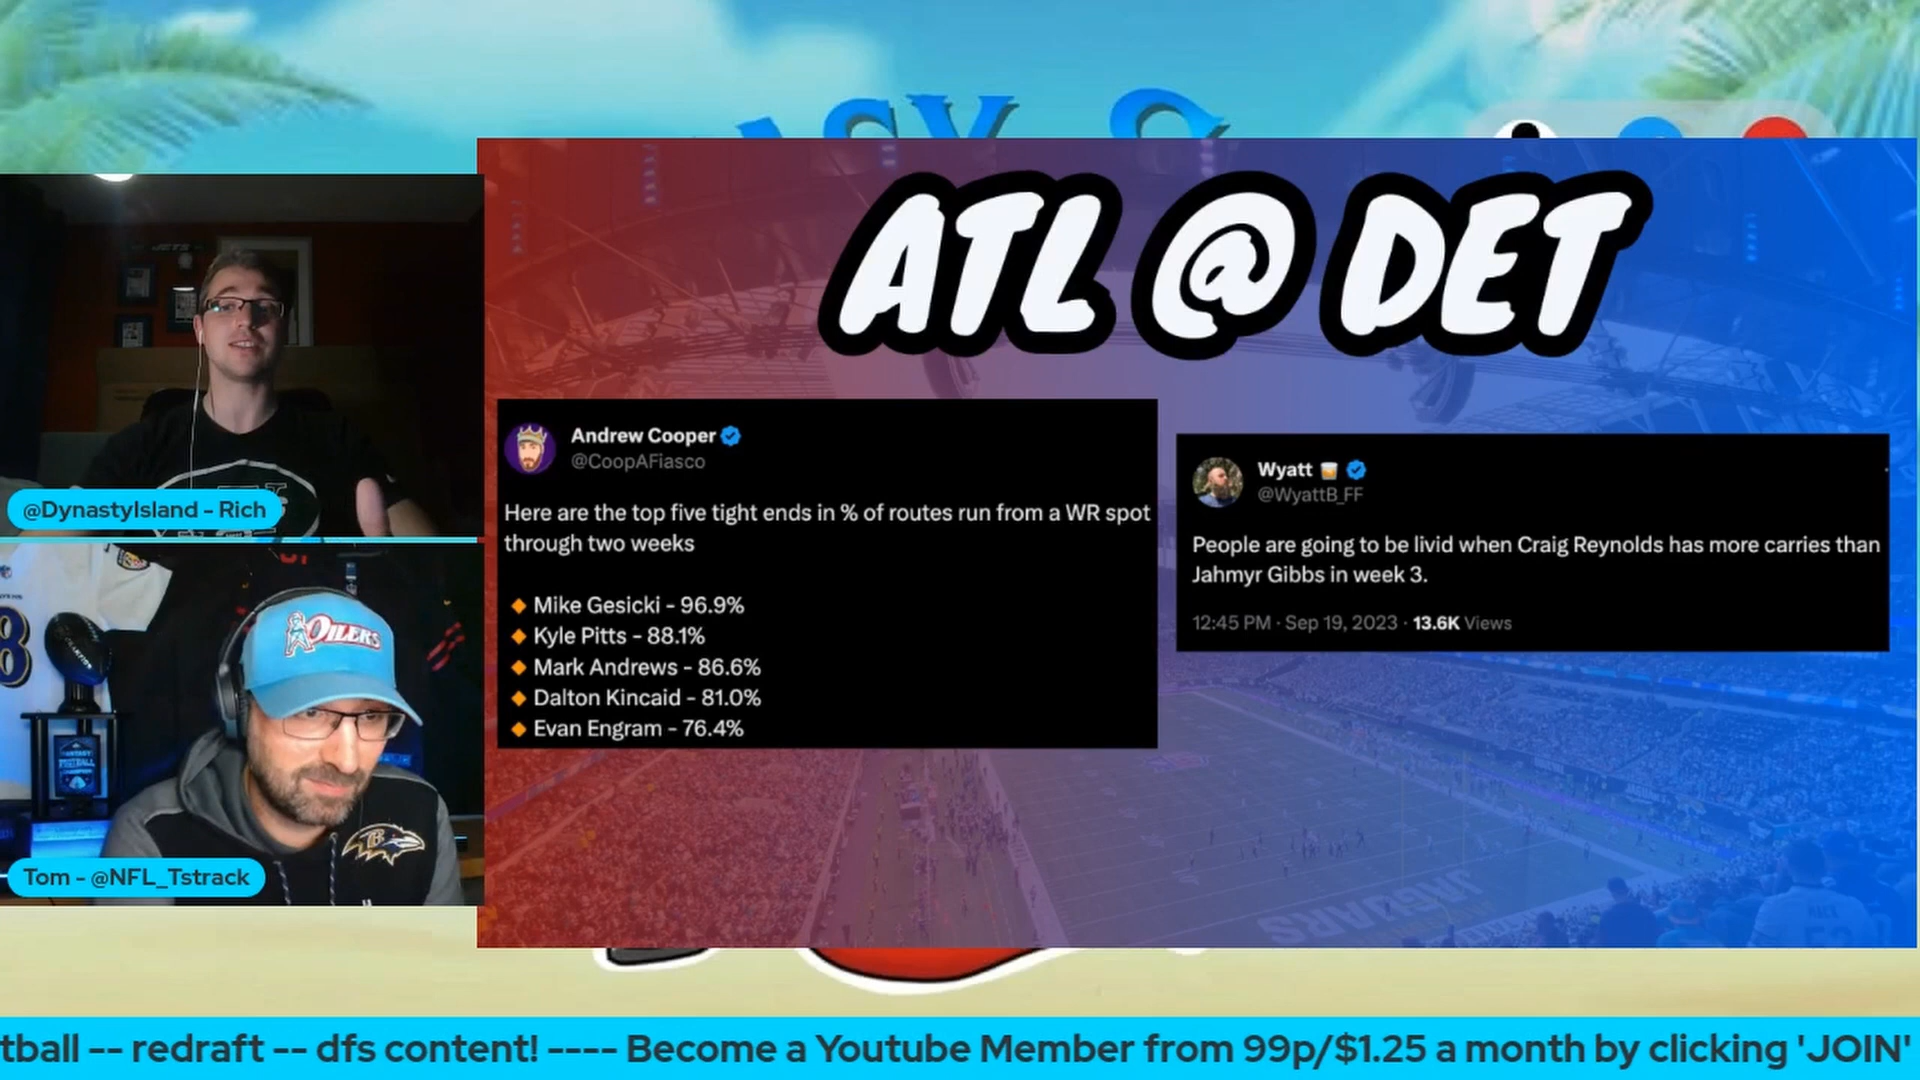 ATL @ DET
@DynastyIsland - Rich
OILERS
Tom - @NFL_Tstrack
Andrew Cooper
@CoopAFiasco
Here are the top five tight ends in % of routes run from a WR spot
through two weeks
Mike Gesicki - 96.9%
Kyle Pitts - 88.1%
Mark Andrews - 86.6%
Dalton Kincaid - 81.0%
Evan Engram - 76.4%
Wyatt
@WyattB_FF
People are going to be livid when Craig Reynolds has more carries than
Jahmyr Gibbs in week 3.
12:45 PM · Sep 19, 2023 · 13.6K Views
JAGUARS
tball -- redraft -- dfs content! ---- Become a Youtube Member from 99p/$1.25 a month by clicking 'JOIN'